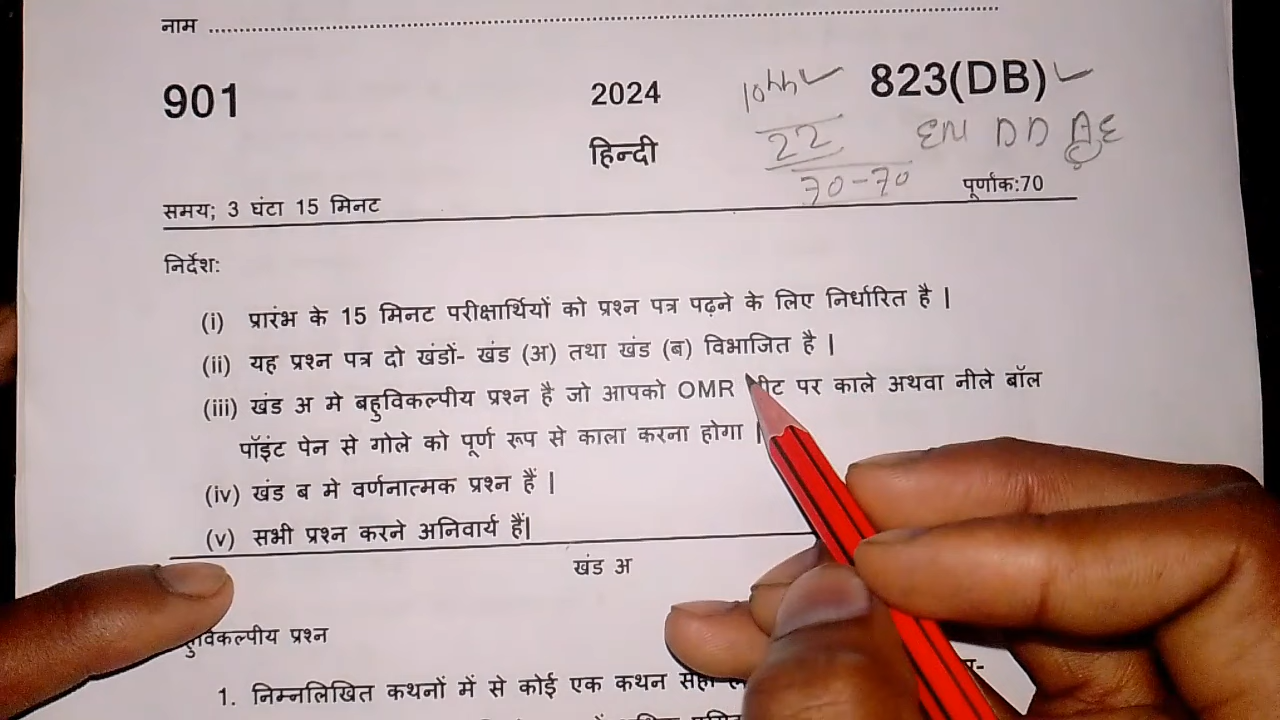 नाम
901 2024 823(DB)
हिन्दी
22
70-70
समय; 3 घंटा 15 मिनट पूर्णांक:70
निर्देश:
(i) प्रारंभ के 15 मिनट परीक्षार्थियों को प्रश्न पत्र पढ़ने के लिए निर्धारित है |
(ii) यह प्रश्न पत्र दो खंडों- खंड (अ) तथा खंड (ब) विभाजित है |
(iii) खंड अ मे बहुविकल्पीय प्रश्न है जो आपको OMR पर काले अथवा नीले बॉल
पॉइंट पेन से गोले को पूर्ण रूप से काला करना होगा |
(iv) खंड ब मे वर्णनात्मक प्रश्न हैं |
(v) सभी प्रश्न करने अनिवार्य हैं|
खंड अ
प्रश्न
1. निम्नलिखित कथनों में से कोई एक कथन